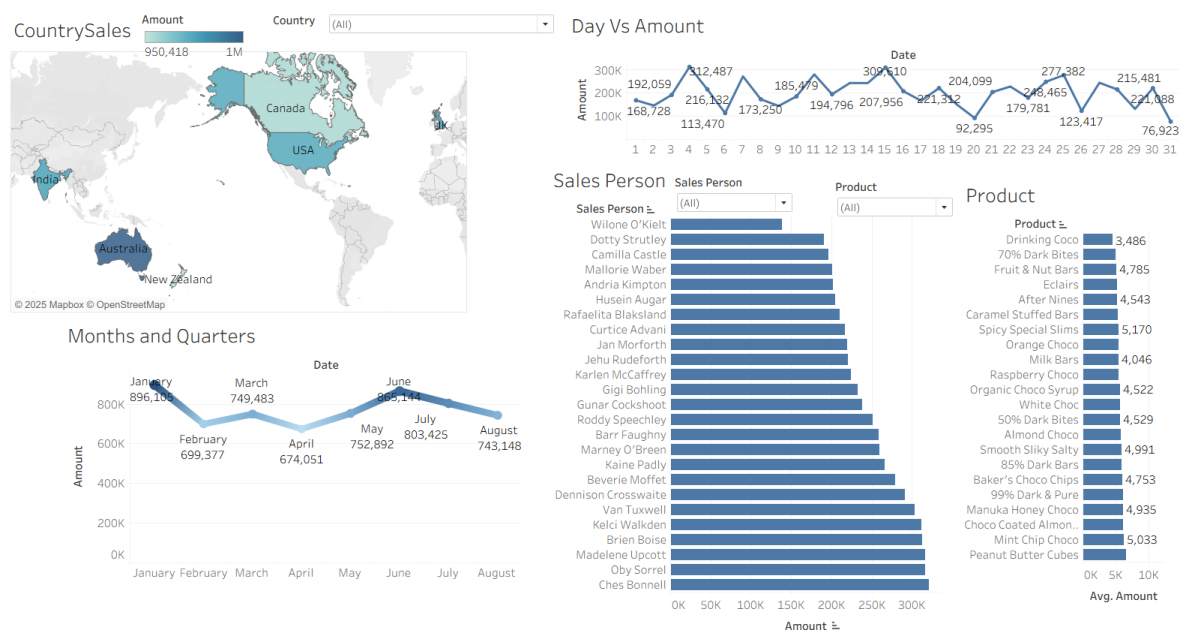 CountrySales
Amount
950,418 1M
Country
(All)
Canada
USA
UK
India
Australia
New Zealand
© 2025 Mapbox © OpenStreetMap
Day Vs Amount
Date
Amount
300K
200K
100K
192,059
168,728
312,487
216,132
113,470
173,250
185,479
194,796
309,610
207,956
221,312
204,099
92,295
179,781
248,465
277,382
123,417
215,481
221,088
76,923
1 2 3 4 5 6 7 8 9 10 11 12 13 14 15 16 17 18 19 20 21 22 23 24 25 26 27 28 29 30 31
Months and Quarters
Date
Amount
800K
600K
400K
200K
0K
January
896,105
February
699,377
March
749,483
April
674,051
May
752,892
June
865,144
July
803,425
August
743,148
January February March April May June July August
Sales Person
Sales Person
(All)
Product
(All)
Sales Person
Wilone O'Kielt
Dotty Strutley
Camilla Castle
Mallorie Waber
Andria Kimpton
Husein Augar
Rafaelita Blaksland
Curtice Advani
Jan Morforth
Jehu Rudeforth
Karlen McCaffrey
Gigi Bohling
Gunar Cockshoot
Roddy Speechley
Barr Faughny
Marney O'Breen
Kaine Padly
Beverie Moffet
Dennison Crosswaite
Van Tuxwell
Kelci Walkden
Brien Boise
Madelene Upcott
Oby Sorrel
Ches Bonnell
0K 50K 100K 150K 200K 250K 300K
Amount
Product
Product
Drinking Coco 3,486
70% Dark Bites
Fruit & Nut Bars 4,785
Eclairs
After Nines 4,543
Caramel Stuffed Bars
Spicy Special Slims 5,170
Orange Choco
Milk Bars 4,046
Raspberry Choco
Organic Choco Syrup 4,522
White Choc
50% Dark Bites 4,529
Almond Choco
Smooth Sliky Salty 4,991
85% Dark Bars
Baker's Choco Chips 4,753
99% Dark & Pure
Manuka Honey Choco 4,935
Choco Coated Almon..
Mint Chip Choco 5,033
Peanut Butter Cubes
0K 5K 10K
Avg. Amount